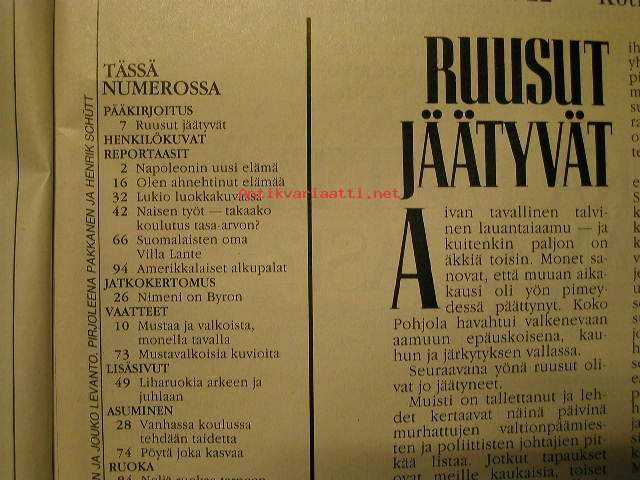 TÄSSÄ
NUMEROSSA
PÄÄKIRJOITUS
7 Ruusut jäätyvät
HENKILÖKUVAT
REPORTAASIT
2 Napoleonin uusi elämä
16 Olen ahnehtinut elämää
32 Lukio luokkakuvassa
42 Naisen työt — takaako
koulutus tasa-arvon?
66 Suomalaisten oma
Villa Lante
94 Amerikkalaiset alkupalat
JATKOKERTOMUS
26 Nimeni on Byron
VAATTEET
10 Mustaa ja valkoista,
monella tavalla
73 Mustavalkoisia kuvioita
LISÄSIVUT
49 Liharuokia arkeen ja
juhlaan
ASUMINEN
28 Vanhassa koulussa
tehdään taidetta
74 Pöytä joka kasvaa
RUOKA
JA JOUKO LEVANTO, PIRJOLEENA PAKKANEN JA HENRIK SCHÜTT
antikvariaatti.net
RUUSUT
JÄÄTYVÄT
Aivan tavallinen talvi-
nen lauantaiaamu — ja
kuitenkin paljon on
äkkiä toisin. Monet sa-
novat, että muuan aika-
kausi oli yön pimey-
dessä päättynyt. Koko
Pohjola havahtui valkenevaan
aamuun epäuskoisena, kau-
hun ja järkytyksen vallassa.
Seuraavana yönä ruusut oli-
vat jo jäätyneet.
Muisti on tallettanut ja leh-
det kertaavat näinä päivinä
murhattujen valtionpäämies-
ten ja poliittisten johtajien pit-
kää listaa. Jotkut tapaukset
ovat meille kaukaisia, toiset